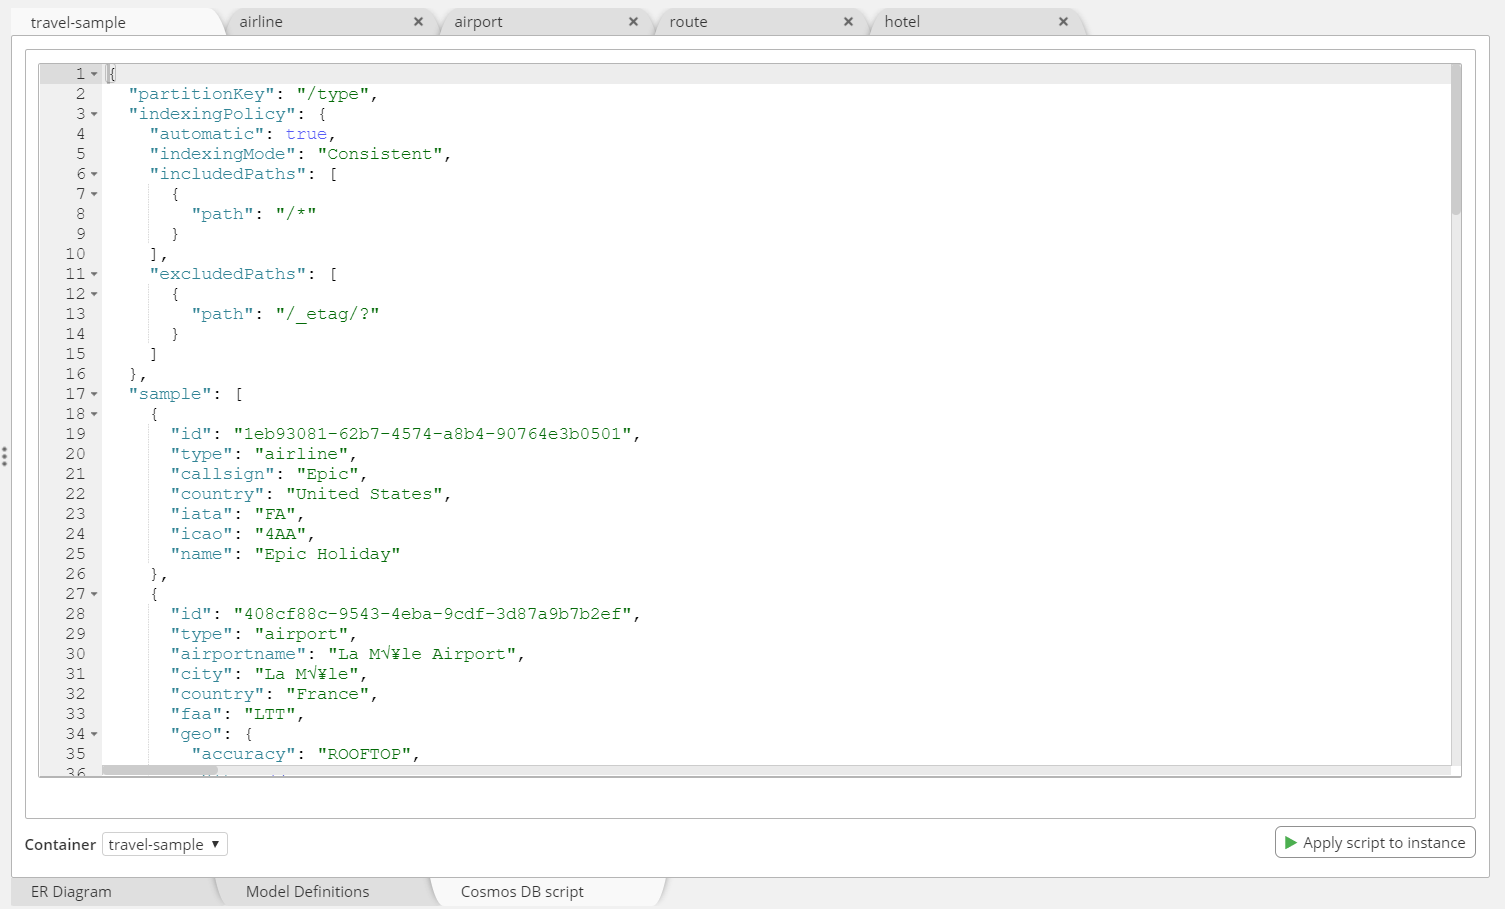 travel-sample airline × airport × route × hotel ×
1 {
2 "partitionKey": "/type",
3 "indexingPolicy": {
4 "automatic": true,
5 "indexingMode": "Consistent",
6 "includedPaths": [
7 {
8 "path": "/*"
9 }
10 ],
11 "excludedPaths": [
12 {
13 "path": "/_etag/?"
14 }
15 ]
16 },
17 "sample": [
18 {
19 "id": "1eb93081-62b7-4574-a8b4-90764e3b0501",
20 "type": "airline",
21 "callsign": "Epic",
22 "country": "United States",
23 "iata": "FA",
24 "icao": "4AA",
25 "name": "Epic Holiday"
26 },
27 {
28 "id": "408cf88c-9543-4eba-9cdf-3d87a9b7b2ef",
29 "type": "airport",
30 "airportname": "La M√¥le Airport",
31 "city": "La M√¥le",
32 "country": "France",
33 "faa": "LTT",
34 "geo": {
35 "accuracy": "ROOFTOP",
36
Container travel-sample ▼ Apply script to instance
ER Diagram Model Definitions Cosmos DB script